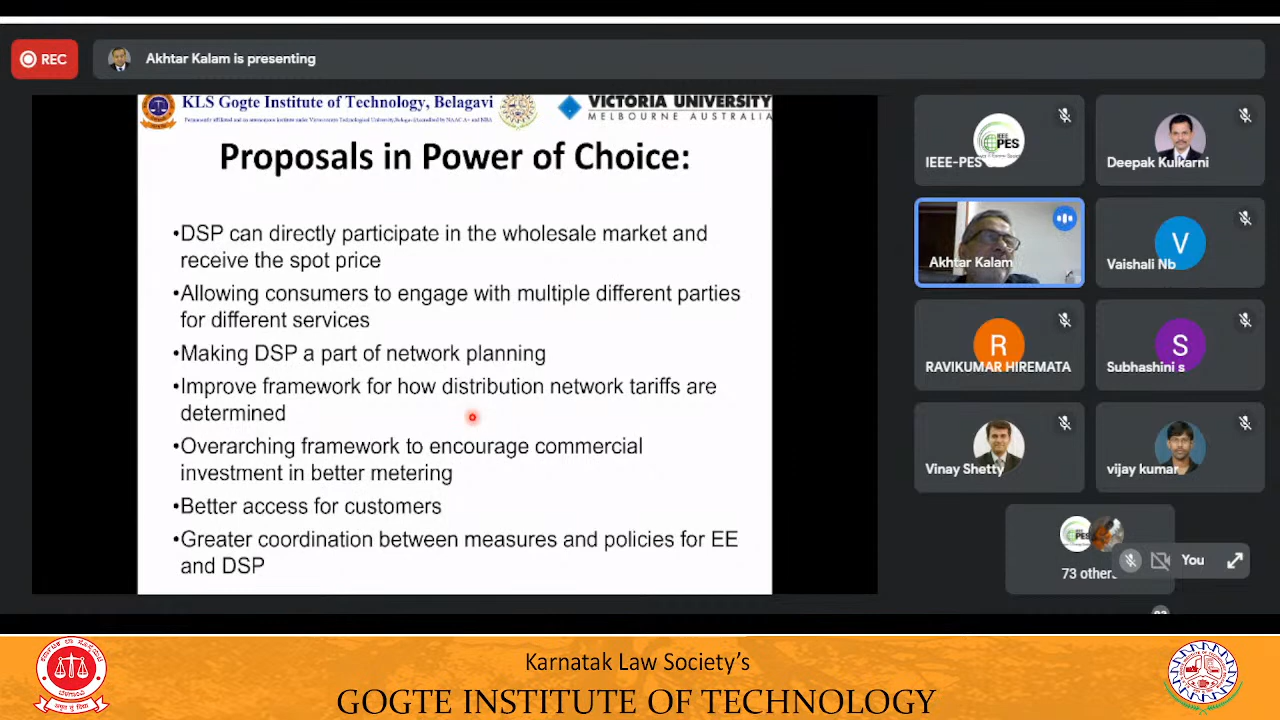 REC
Akhtar Kalam is presenting
KLS Gogte Institute of Technology, Belagavi
VICTORIA UNIVERSITY
MELBOURNE AUSTRALIA
Proposals in Power of Choice:
•DSP can directly participate in the wholesale market and
receive the spot price
•Allowing consumers to engage with multiple different parties
for different services
•Making DSP a part of network planning
•Improve framework for how distribution network tariffs are
determined
•Overarching framework to encourage commercial
investment in better metering
•Better access for customers
•Greater coordination between measures and policies for EE
and DSP
IEEE-PES
Deepak Kulkarni
Akhtar Kalam
V
Vaishali Nb
R
RAVIKUMAR HIREMATA
S
Subhashini s
Vinay Shetty
vijay kumar
73 others
You
Karnatak Law Society's
GOGTE INSTITUTE OF TECHNOLOGY